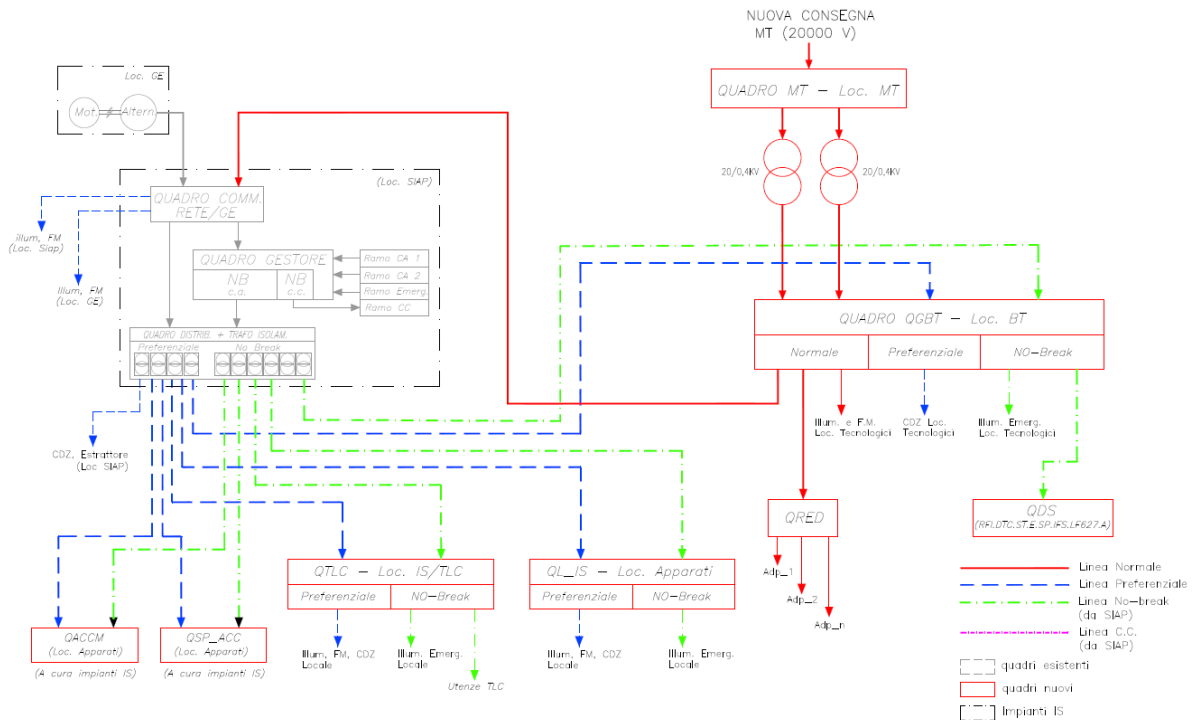 NUOVA CONSEGNA
MT (20000 V)
QUADRO MT - Loc. MT
20/0.4KV
20/0.4KV
Loc. GE
Mot.
Altern.
(Loc. SIAP)
QUADRO COMM.
RETE/GE
illum, FM
(Loc. Siap)
Illum, FM
(Loc. GE)
QUADRO GESTORE
NB
c.a.
NB
c.c.
Ramo CA 1
Ramo CA 2
Ramo Emerg.
Ramo CC
QUADRO DISTRIB. + TRAFO ISOLAM.
Preferenziale
No Break
CDZ, Estrattore
(Loc SIAP)
QUADRO QGBT - Loc. BT
Normale
Preferenziale
NO-Break
Illum. e F.M.
Loc. Tecnologici
CDZ Loc.
Tecnologici
Illum. Emerg.
Loc. Tecnologici
QRED
Adp_1
Adp_2
Adp_n
QDS
(RFI.DTC.ST.E.SP.IFS.LF627.A)
QTLC - Loc. IS/TLC
Preferenziale
NO-Break
Illum, FM, CDZ
Locale
Illum. Emerg.
Locale
Utenze TLC
QL_IS - Loc. Apparati
Preferenziale
NO-Break
Illum, FM, CDZ
Locale
Illum. Emerg.
Locale
QACCM
(Loc. Apparati)
(A cura impianti IS)
QSP_ACC
(Loc. Apparati)
(A cura impianti IS)
Linea Normale
Linea Preferenziale
Linea No-break
(da SIAP)
Linea C.C.
(da SIAP)
quadri esistenti
quadri nuovi
Impianti IS